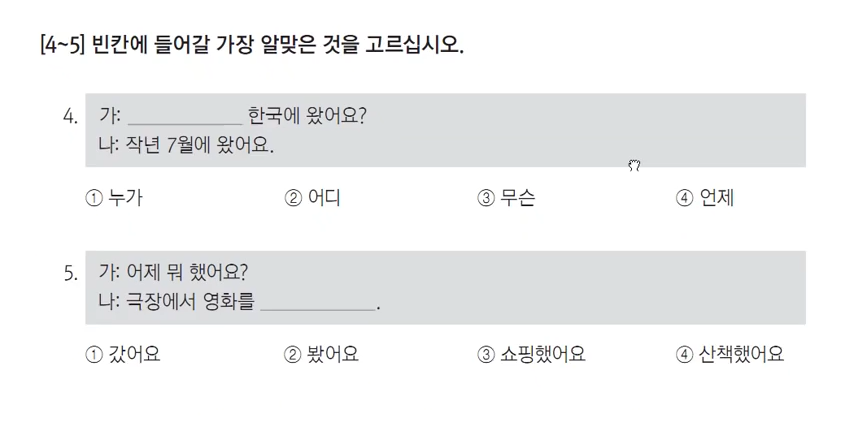 [4~5] 빈칸에 들어갈 가장 알맞은 것을 고르십시오.
4. 가: ____________ 한국에 왔어요?
나: 작년 7월에 왔어요.
① 누가 ② 어디 ③ 무슨 ④ 언제
5. 가: 어제 뭐 했어요?
나: 극장에서 영화를 ____________.
① 갔어요 ② 봤어요 ③ 쇼핑했어요 ④ 산책했어요